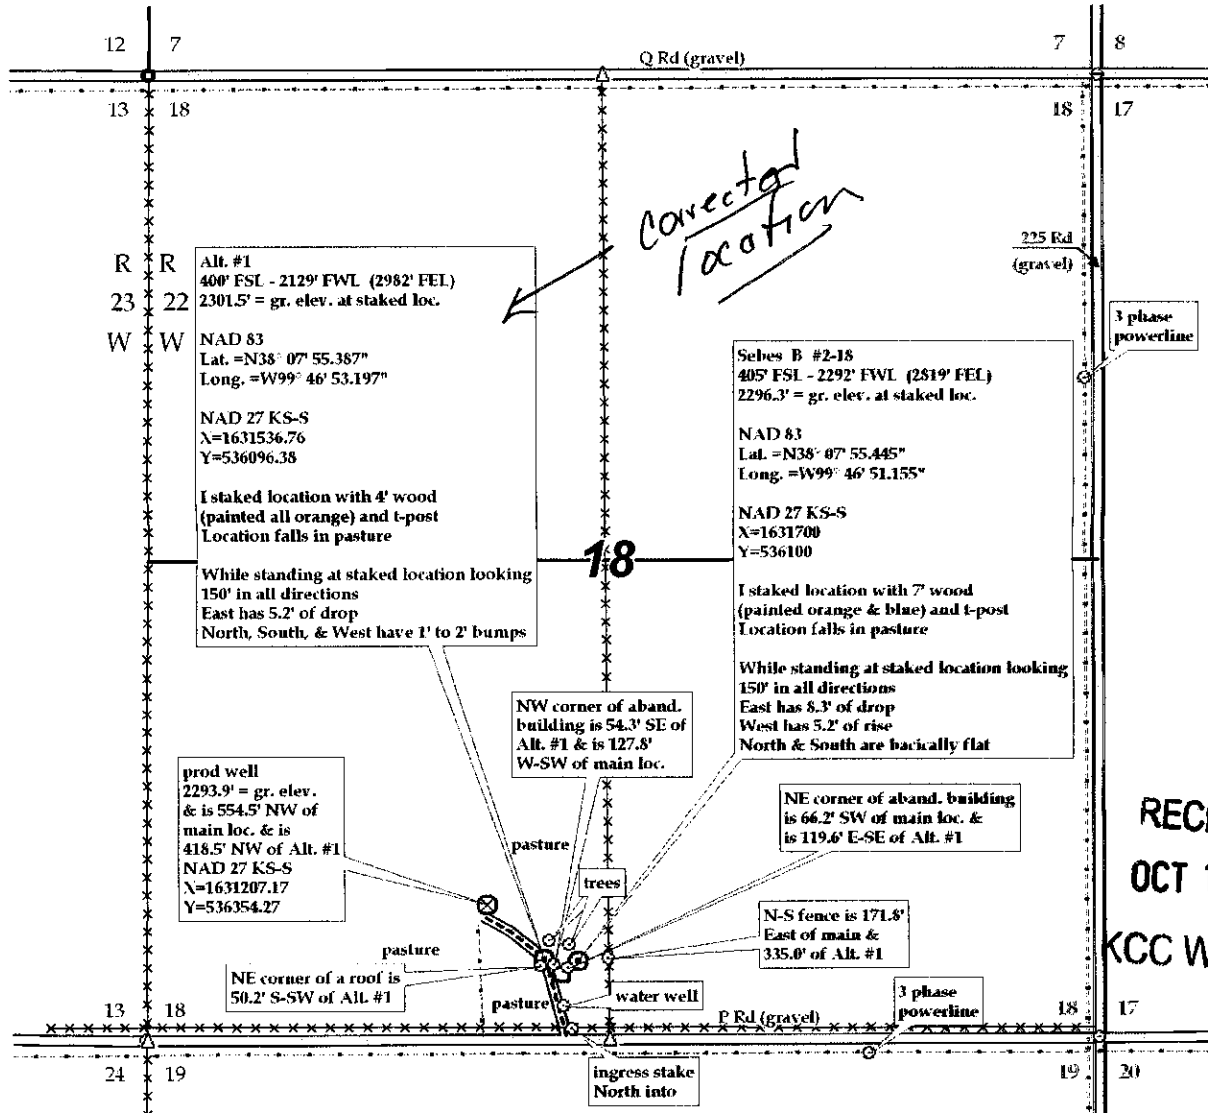 12 7
7 8
Q Rd (gravel)
13 18
18 17
corrected
location
225 Rd
(gravel)
R R
23 22
W W
Alt. #1
400' FSL - 2129' FWL (2982' FEL)
2301.5' = gr. elev. at staked loc.
NAD 83
Lat. =N38° 07' 55.387"
Long. =W99° 46' 53.197"
NAD 27 KS-S
X=1631536.76
Y=536096.38
I staked location with 4' wood
(painted all orange) and t-post
Location falls in pasture
While standing at staked location looking
150' in all directions
East has 5.2' of drop
North, South, & West have 1' to 2' bumps
3 phase
powerline
Sebes B #2-18
405' FSL - 2292' FWL (2819' FEL)
2296.3' = gr. elev. at staked loc.
NAD 83
Lat. =N38° 07' 55.445"
Long. =W99° 46' 51.155"
NAD 27 KS-S
X=1631700
Y=536100
I staked location with 7' wood
(painted orange & blue) and t-post
Location falls in pasture
While standing at staked location looking
150' in all directions
East has 8.3' of drop
West has 5.2' of rise
North & South are bacically flat
18
NW corner of aband.
building is 54.3' SE of
Alt. #1 & is 127.8'
W-SW of main loc.
prod well
2293.9' = gr. elev.
& is 554.5' NW of
main loc. & is
418.5' NW of Alt. #1
NAD 27 KS-S
X=1631207.17
Y=536354.27
NE corner of aband. building
is 66.2' SW of main loc. &
is 119.6' E-SE of Alt. #1
pasture
trees
N-S fence is 171.8'
East of main &
335.0' of Alt. #1
pasture
NE corner of a roof is
50.2' S-SW of Alt. #1
pasture
water well
3 phase
powerline
P Rd (gravel)
13 18
18 17
24 19
19 20
ingress stake
North into
REC
OCT
KCC W